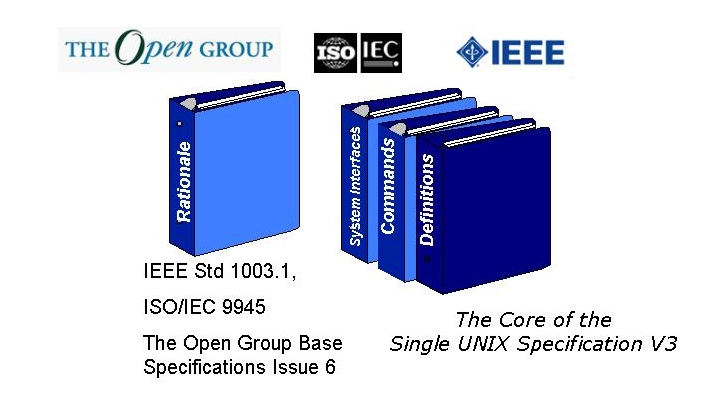 THE Open GROUP
ISO IEC
IEEE
Rationale
System Interfaces
Commands
Definitions
IEEE Std 1003.1,
ISO/IEC 9945
The Open Group Base
Specifications Issue 6
The Core of the
Single UNIX Specification V3